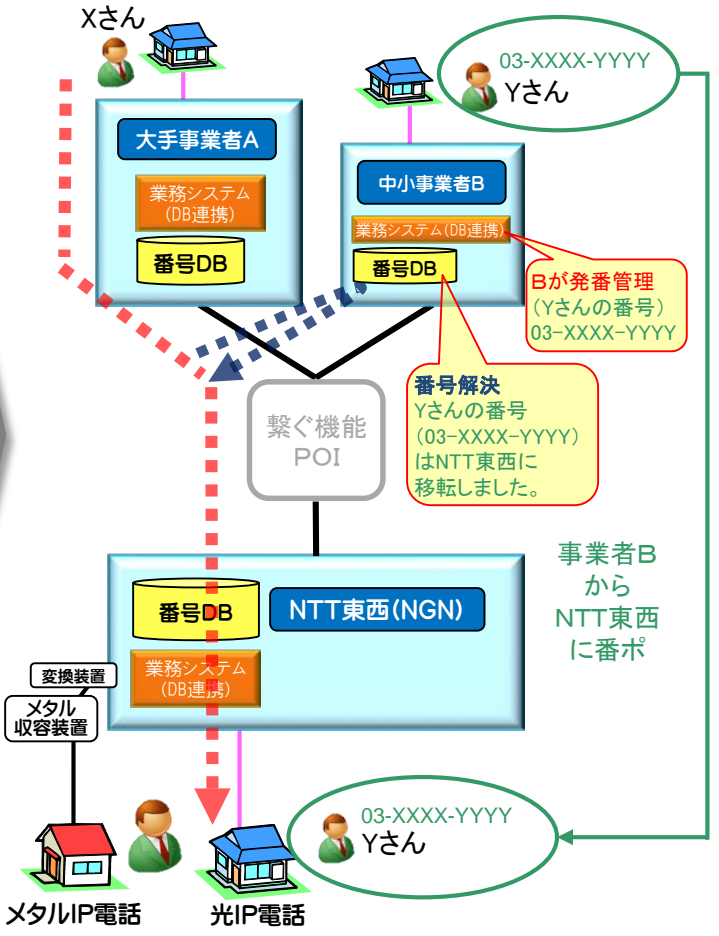 Xさん
03-XXXX-YYYY
Yさん
大手事業者A
中小事業者B
業務システム
(DB連携)
業務システム(DB連携)
番号DB
番号DB
Bが発番管理
(Yさんの番号)
03-XXXX-YYYY
番号解決
Yさんの番号
(03-XXXX-YYYY)
はNTT東西に
移転しました。
繋ぐ機能
POI
事業者B
から
NTT東西
に番ポ
番号DB
NTT東西(NGN)
業務システム
(DB連携)
変換装置
メタル
収容装置
03-XXXX-YYYY
Yさん
メタルIP電話
光IP電話